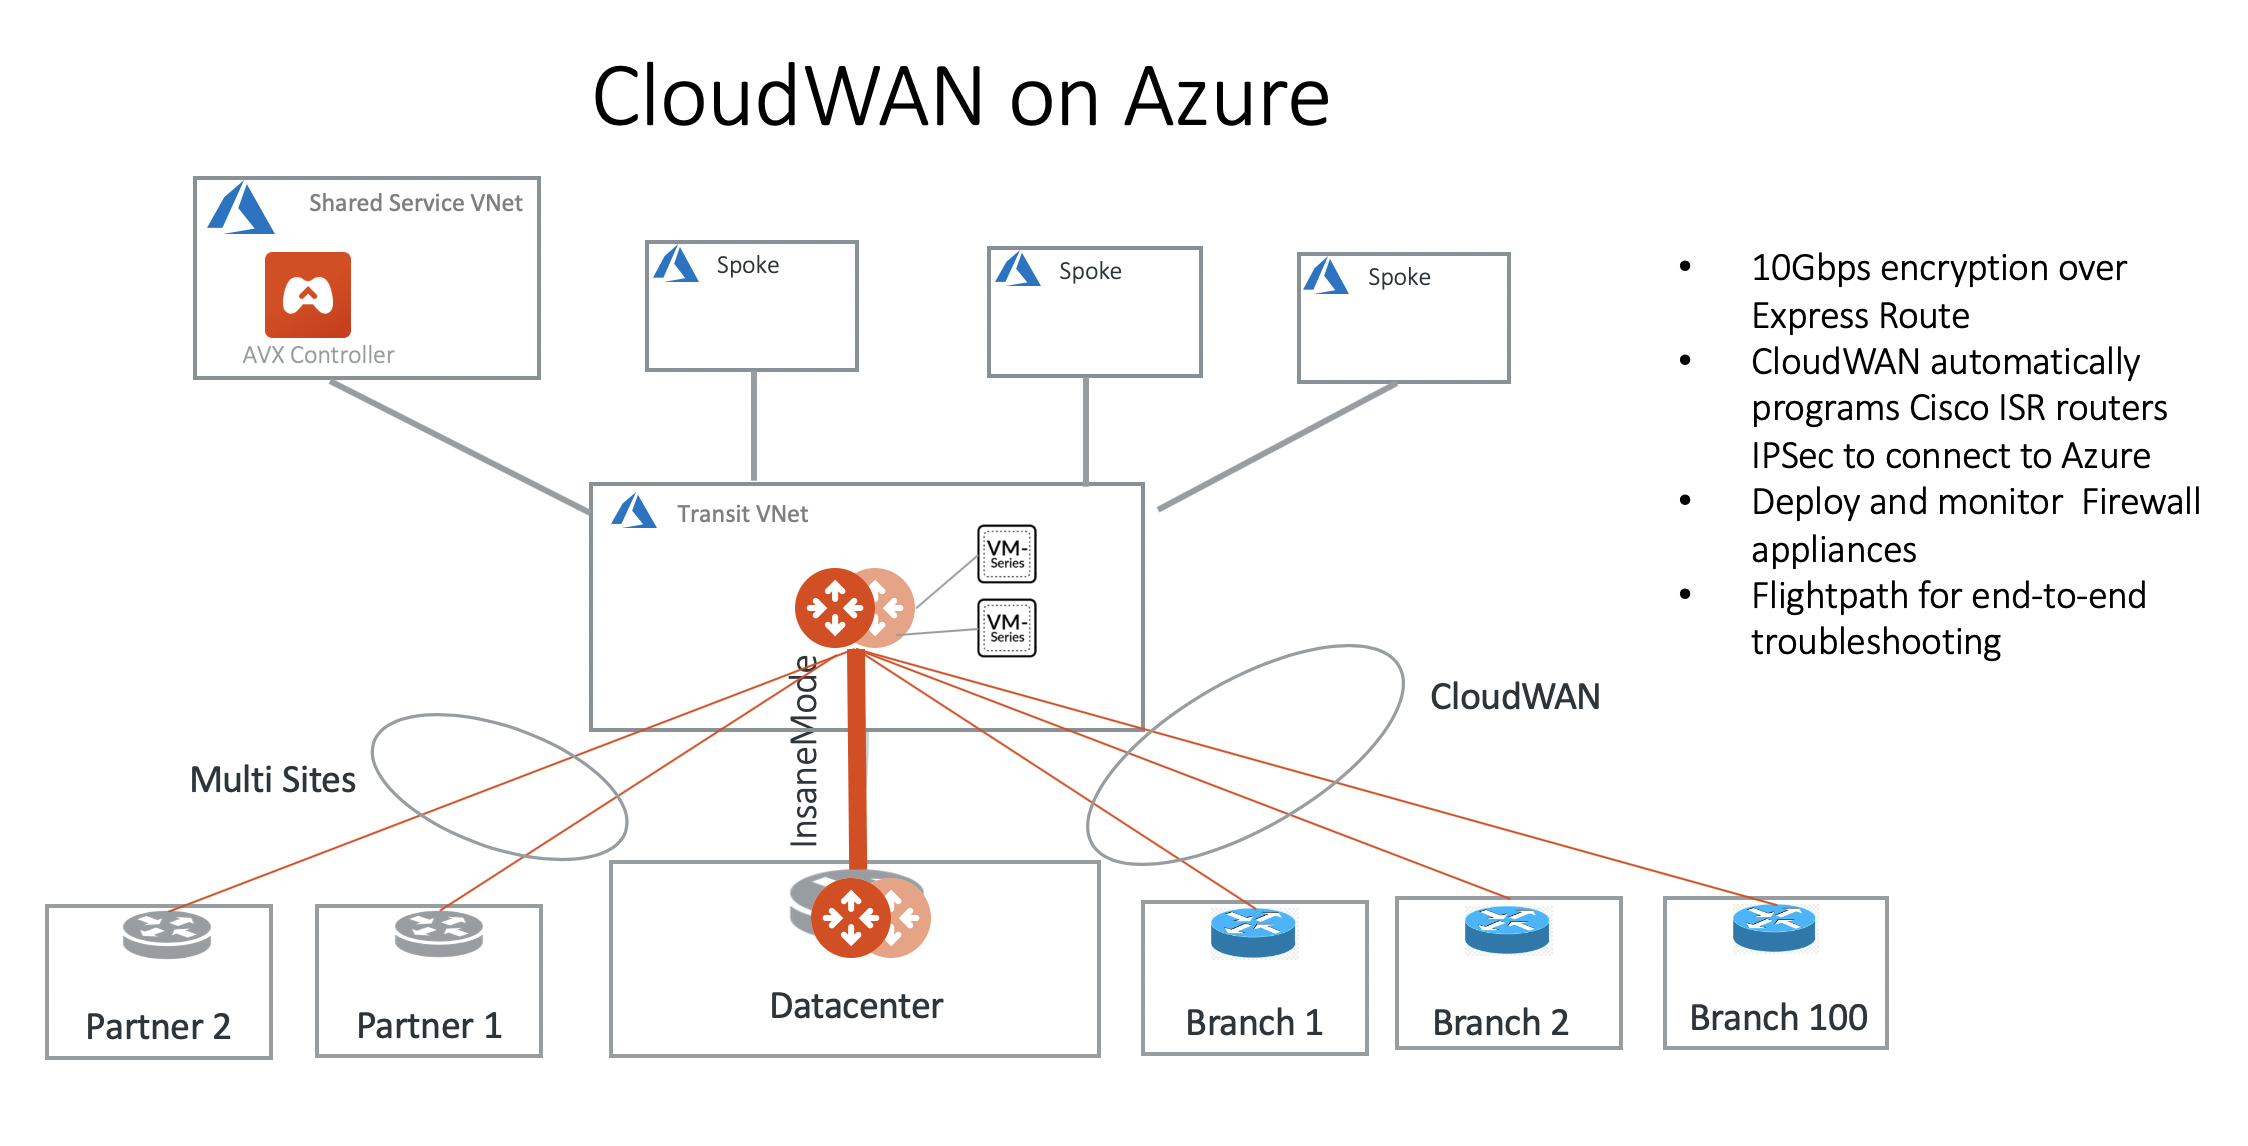 CloudWAN on Azure
Shared Service VNet
AVX Controller
Spoke
Spoke
Spoke
• 10Gbps encryption over
Express Route
• CloudWAN automatically
programs Cisco ISR routers
IPSec to connect to Azure
• Deploy and monitor  Firewall
appliances
• Flightpath for end-to-end
troubleshooting
Transit VNet
VM-
Series
VM-
Series
InsaneMode
CloudWAN
Multi Sites
Partner 2
Partner 1
Datacenter
Branch 1
Branch 2
Branch 100